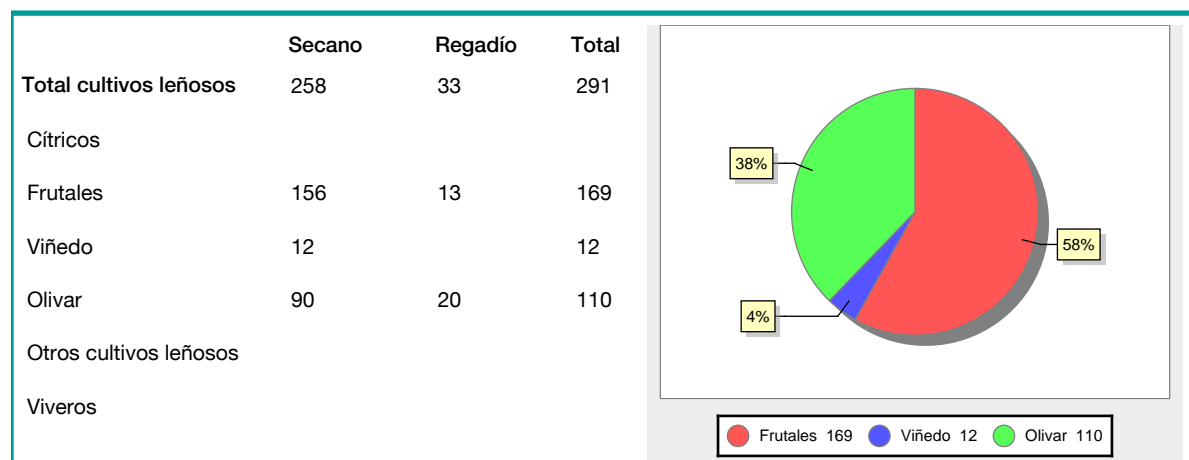 Secano Regadío Total
Total cultivos leñosos 258 33 291
Cítricos
Frutales 156 13 169
Viñedo 12 12
Olivar 90 20 110
Otros cultivos leñosos
Viveros
38%
58%
4%
Frutales 169 Viñedo 12 Olivar 110